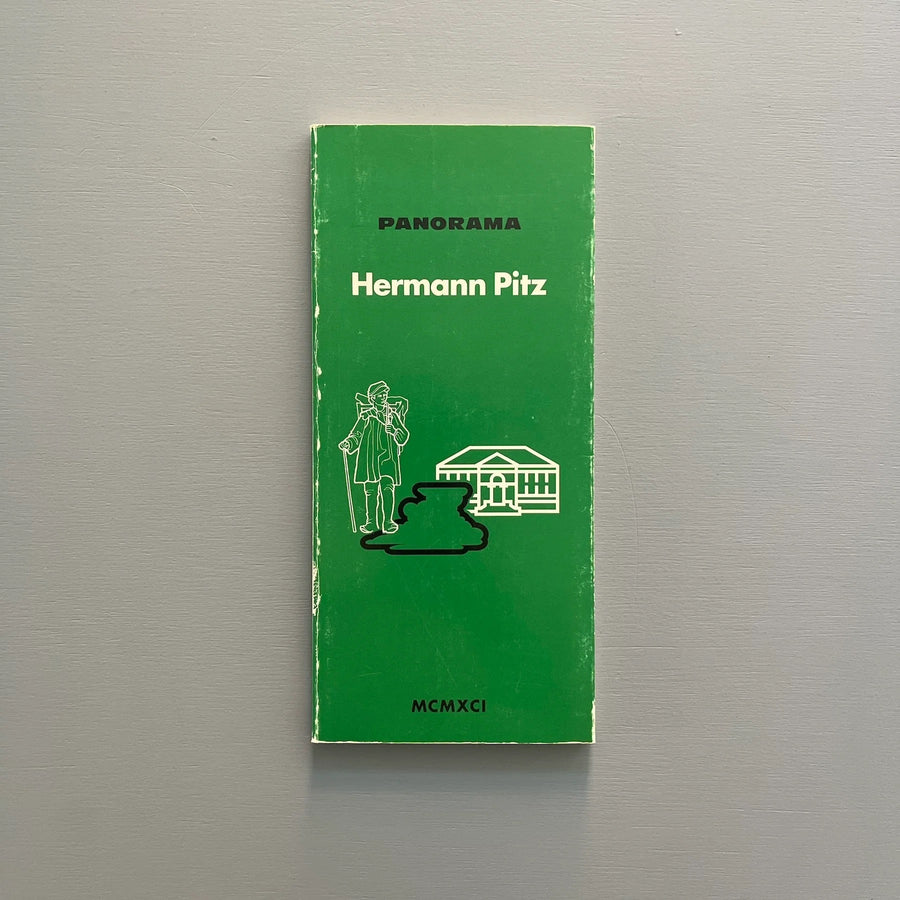 PANORAMA
Hermann Pitz
MCMXCI